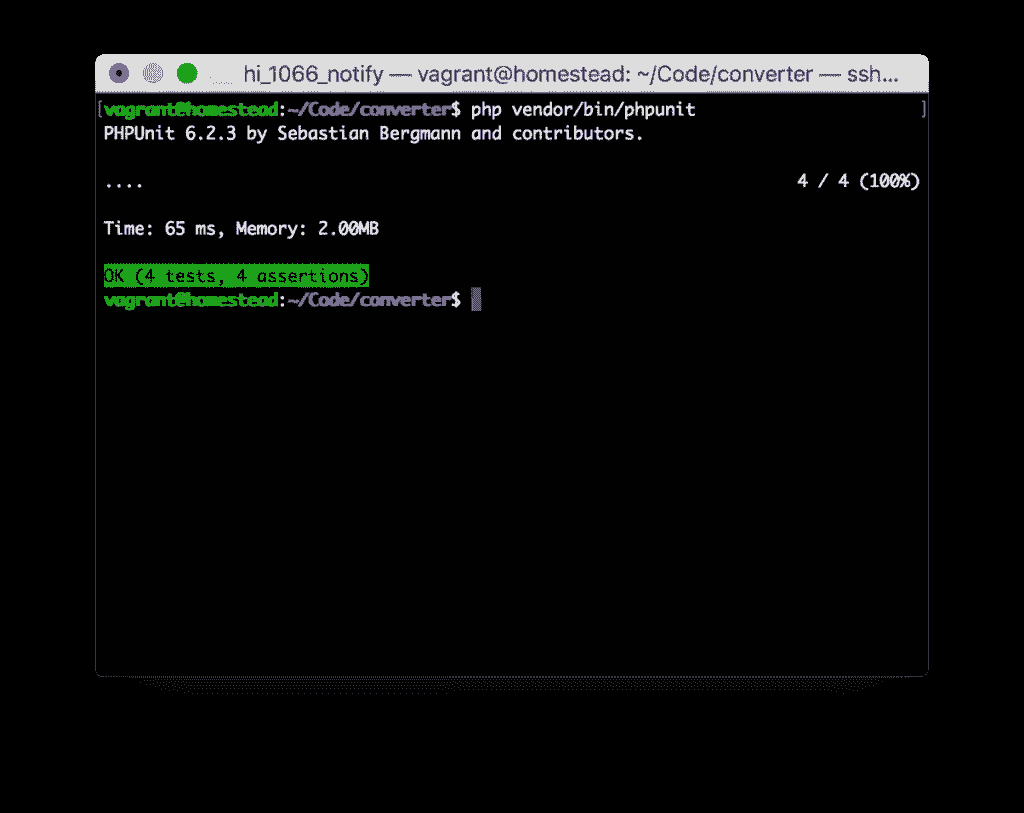 hi_1066_notify — vagrant@homestead: ~/Code/converter — ssh...
[vagrant@homestead:~/Code/converter$ php vendor/bin/phpunit ]
PHPUnit 6.2.3 by Sebastian Bergmann and contributors.
.... 4 / 4 (100%)
Time: 65 ms, Memory: 2.00MB
OK (4 tests, 4 assertions)
vagrant@homestead:~/Code/converter$